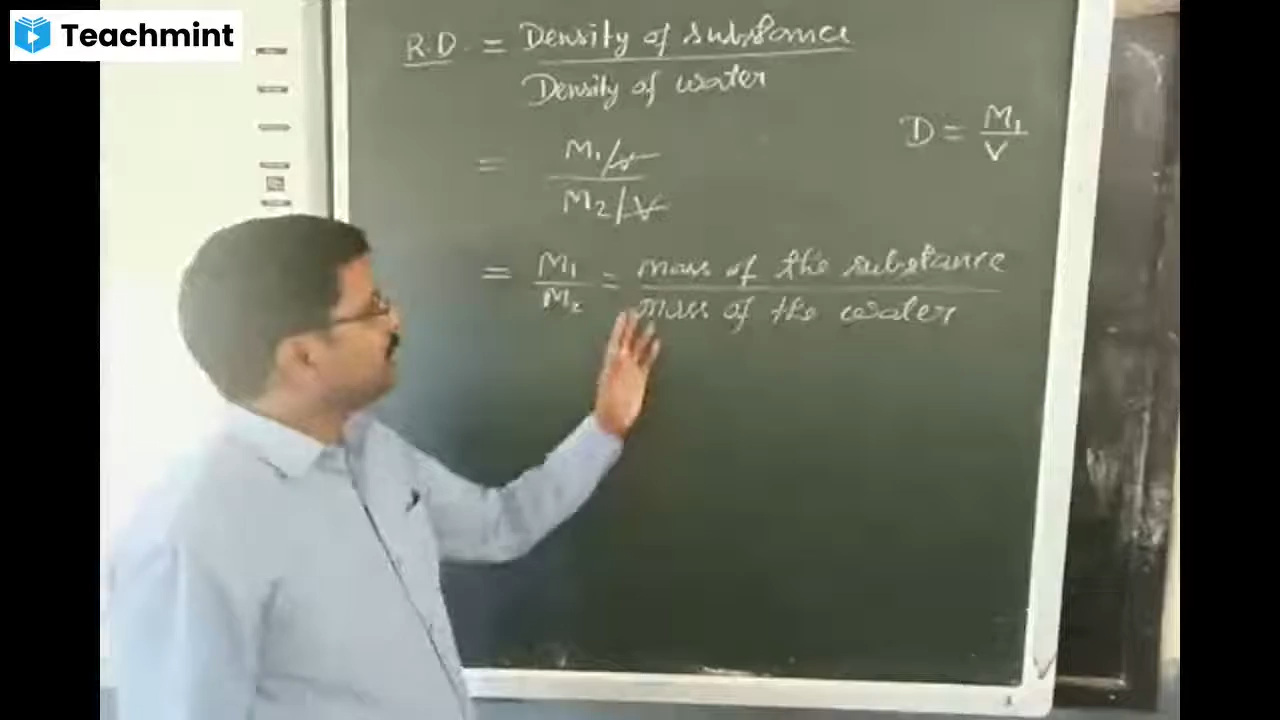 Teachmint
R.D. = Density of substance / Density of water
D = M1/V
= M1/V / M2/V
= M1/M2 = mass of the substance / mass of the water